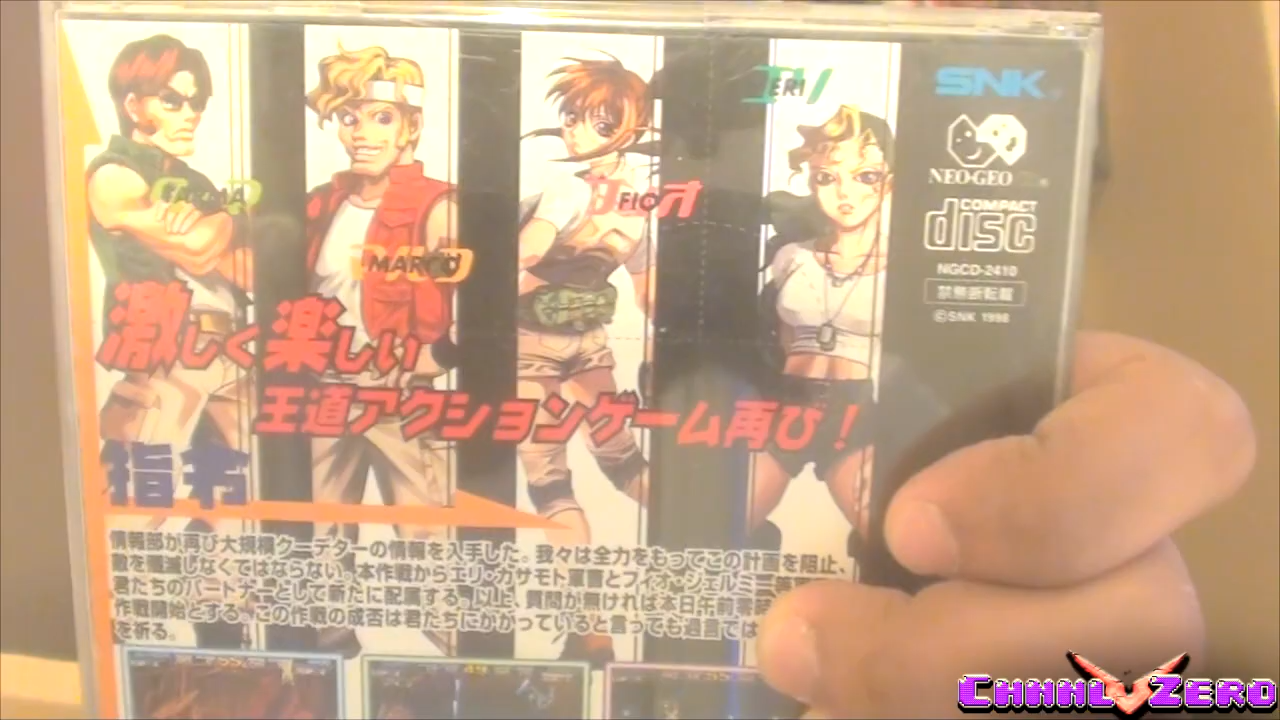 ERI
SNK
NEO·GEO
COMPACT
disc
NGCD-2410
禁無断転載
©SNK 1998
TARMA
FIO
MARCO
激しく楽しい
王道アクションゲーム再び!
指令
情報部が再び大規模クーデターの情報を入手した。我々は全力をもってこの計画を阻止、
敵を殲滅しなくてはならない。本作戦からエリ・カサモト軍曹とフィオ・ジェルミー
君たちのパートナーとして新たに配属する。以上、質問が無ければ本日午前零時
作戦開始とする。この作戦の成否は君たちにかかっていると言っても過言では
を祈る。
CHNNL ZERO